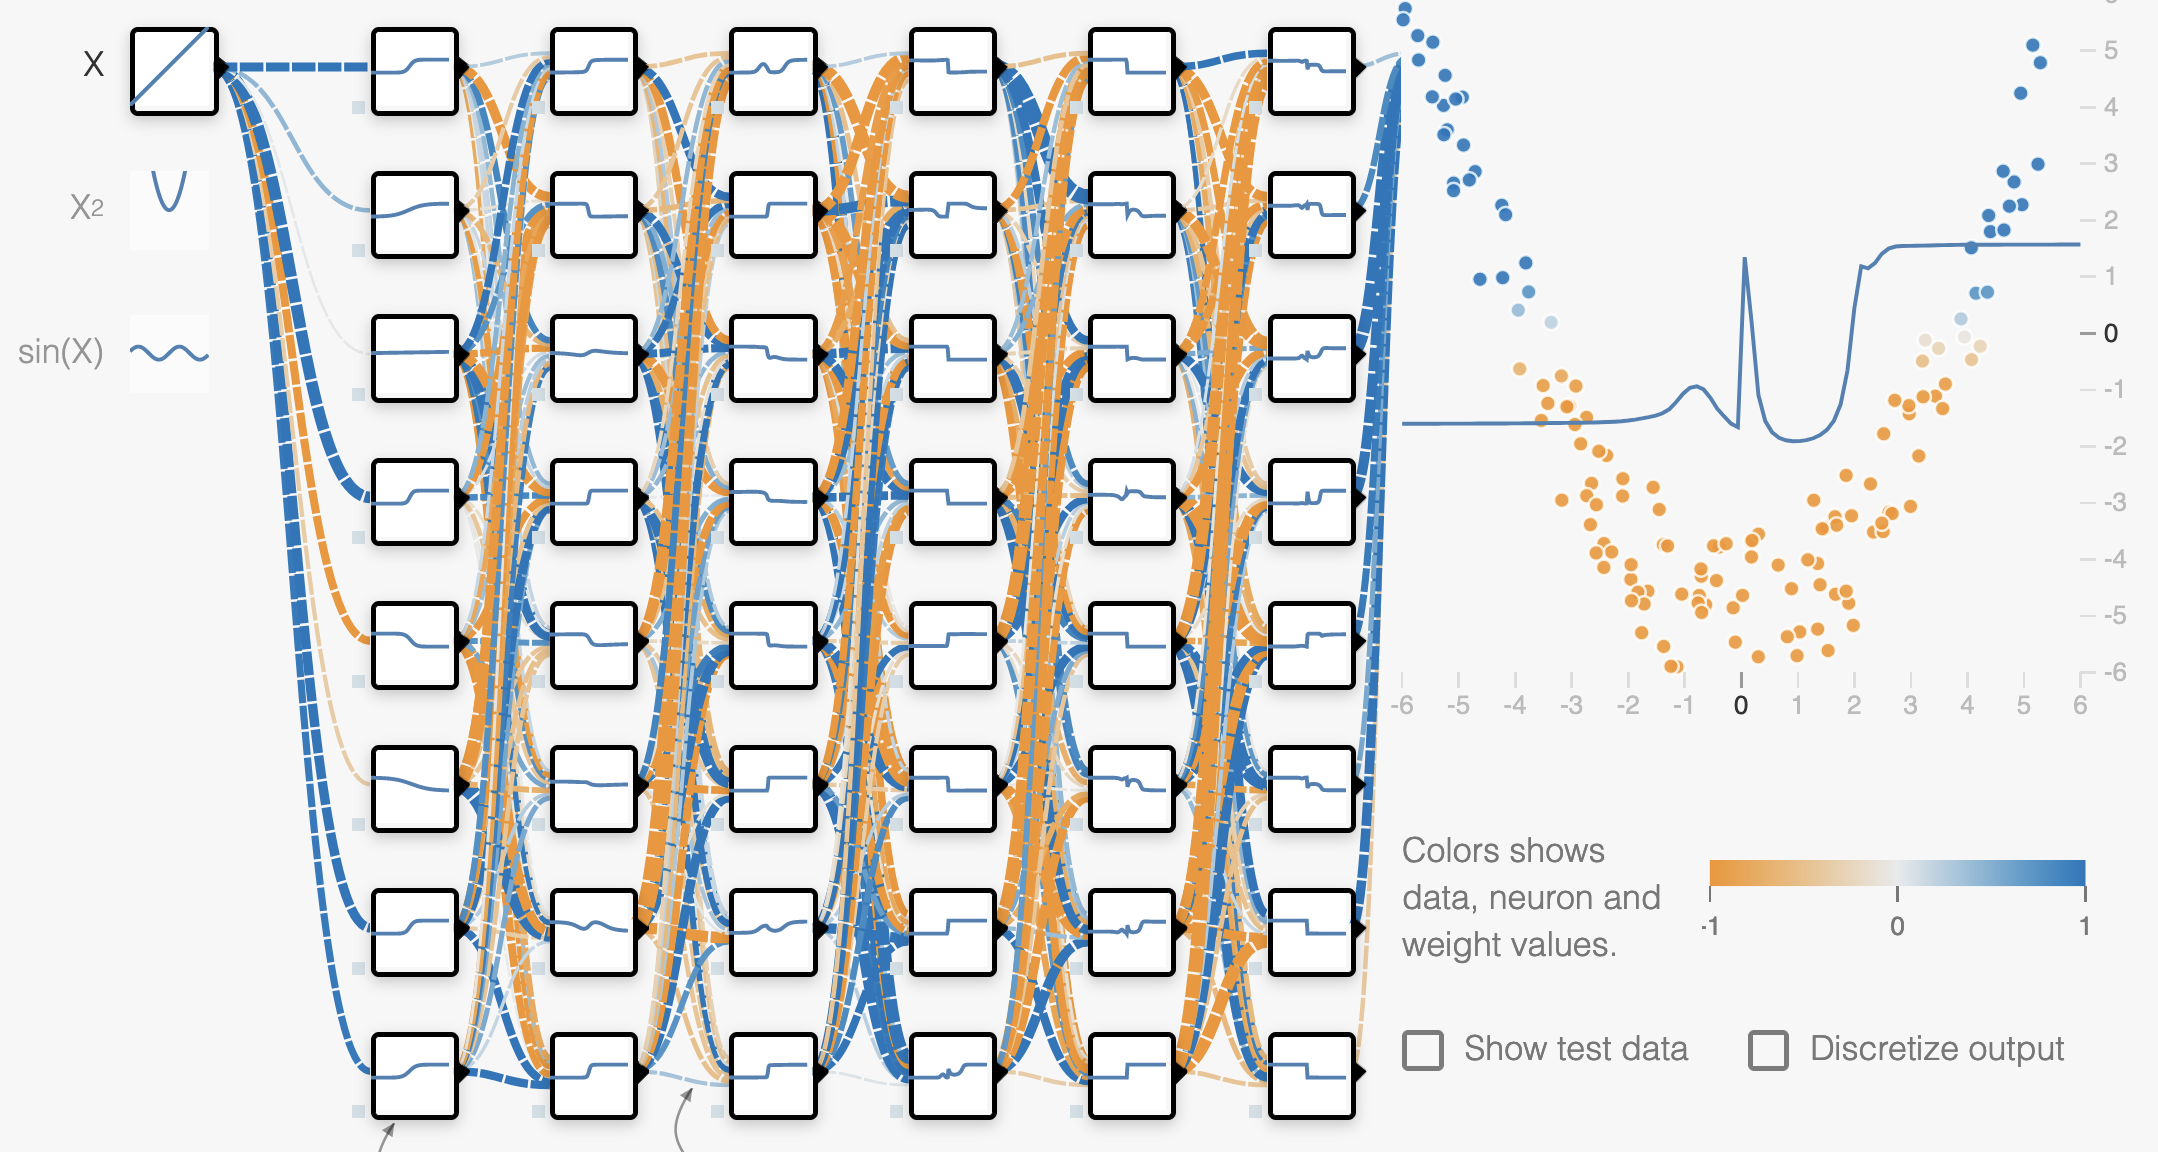 X
X2
sin(X)
5
4
3
2
1
0
-1
-2
-3
-4
-5
-6
-6 -5 -4 -3 -2 -1 0 1 2 3 4 5 6
Colors shows
data, neuron and
weight values.
-1 0 1
Show test data
Discretize output